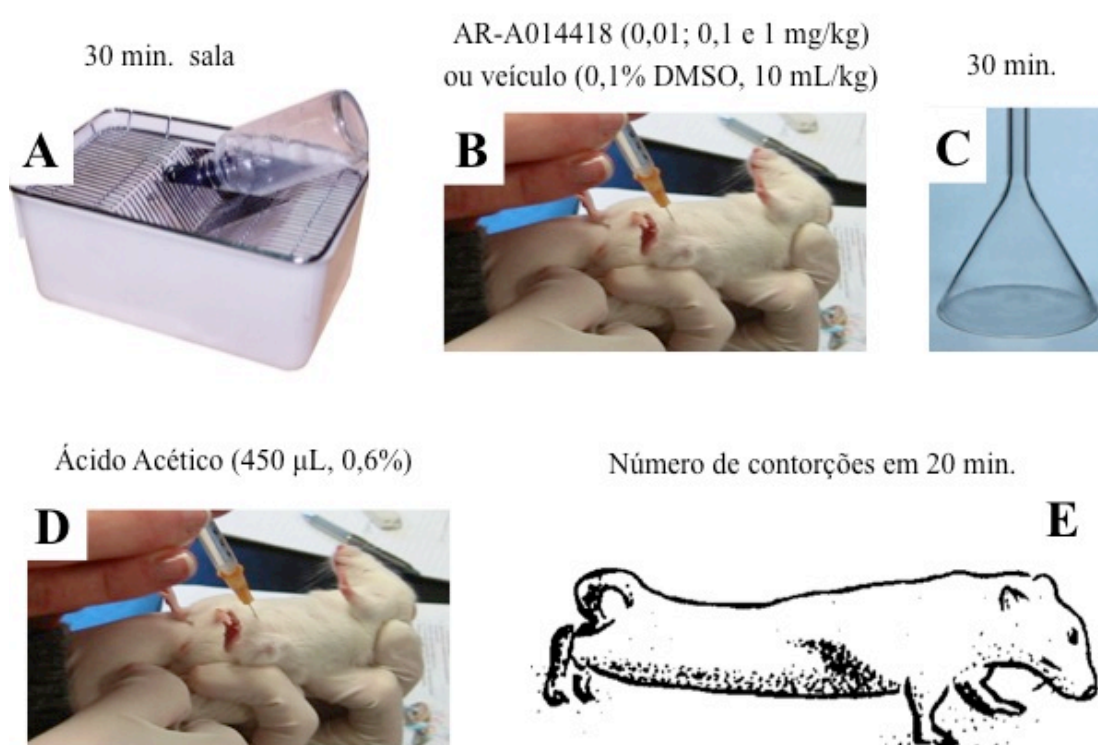 30 min. sala
AR-A014418 (0,01; 0,1 e 1 mg/kg)
ou veículo (0,1% DMSO, 10 mL/kg)
30 min.
A
B
C
Ácido Acético (450 μL, 0,6%)
Número de contorções em 20 min.
D
E